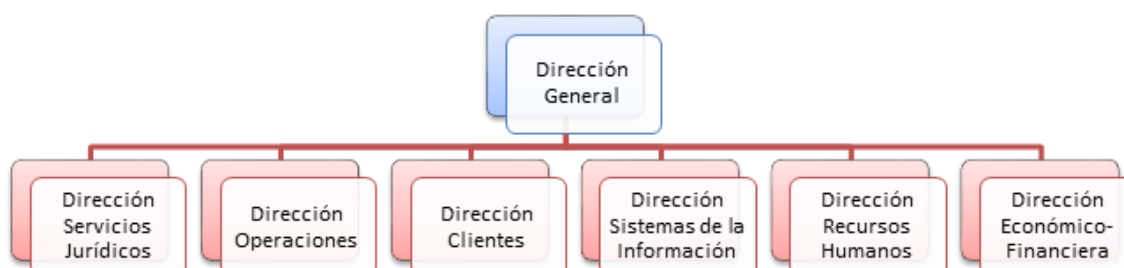 Dirección
General
Dirección
Servicios
Jurídicos
Dirección
Operaciones
Dirección
Clientes
Dirección
Sistemas de la
Información
Dirección
Recursos
Humanos
Dirección
Económico-
Financiera